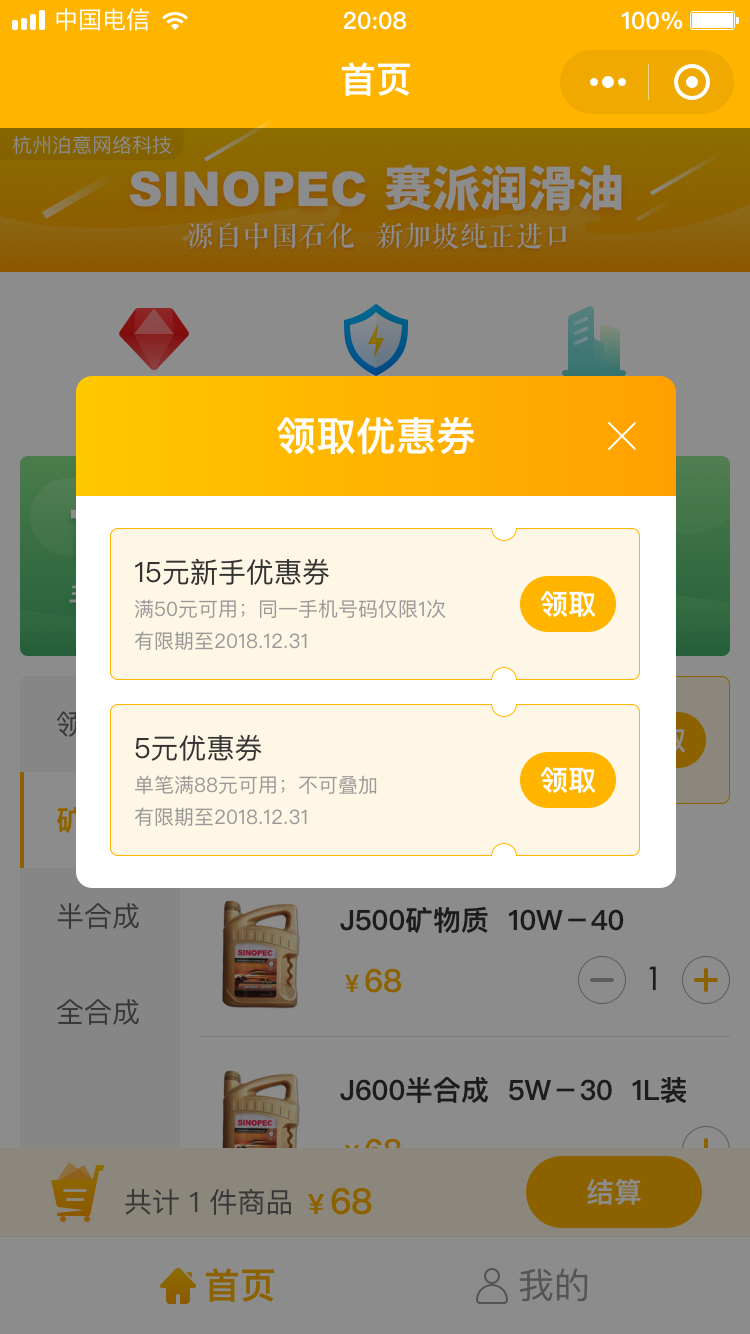 中国电信
20:08
100%
首页
杭州泊意网络科技
SINOPEC 赛派润滑油
源自中国石化 新加坡纯正进口
领取优惠券
15元新手优惠券
满50元可用；同一手机号码仅限1次
有限期至2018.12.31
领取
5元优惠券
单笔满88元可用；不可叠加
有限期至2018.12.31
领取
领
取
矿
半合成
全合成
SINOPEC
J500矿物质 10W－40
¥68
1
SINOPEC
J600半合成 5W－30 1L装
¥68
共计 1 件商品 ¥68
结算
首页
我的